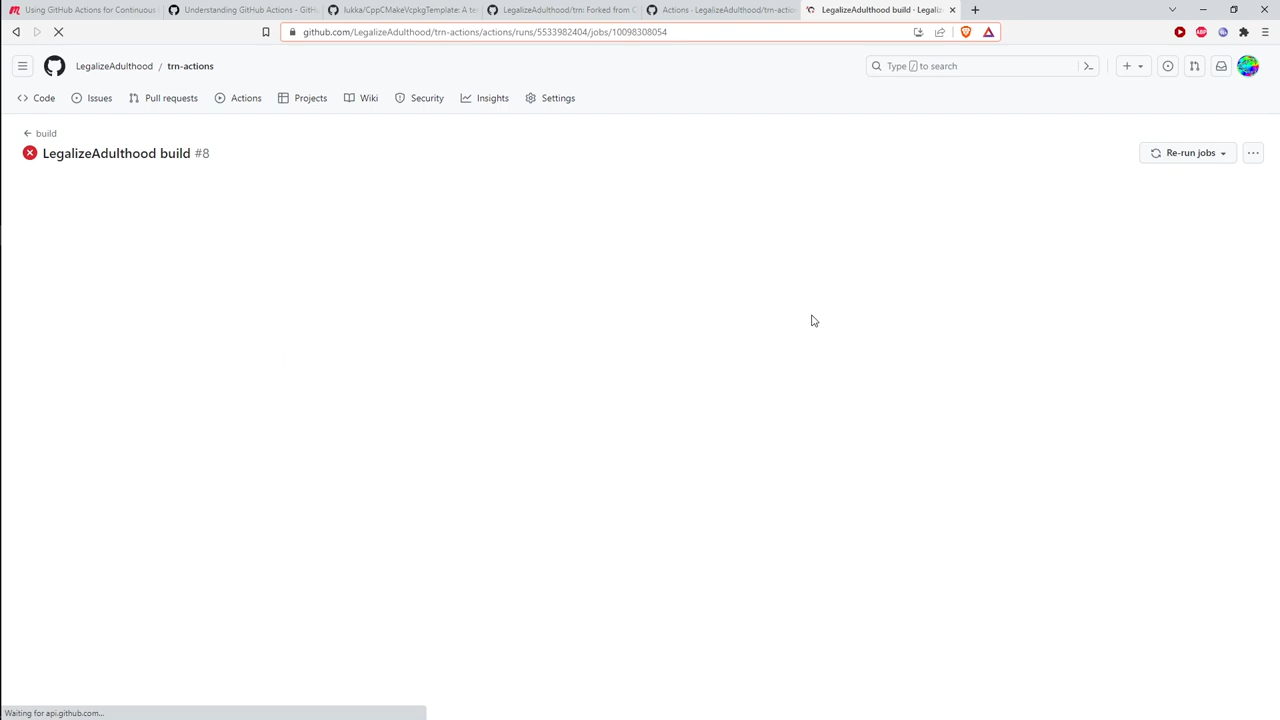 Using GitHub Actions for Continuous
Understanding GitHub Actions - GitH
lukka/CppCMakeVcpkgTemplate: A te
LegalizeAdulthood/trn: Forked from C
Actions · LegalizeAdulthood/trn-actio
LegalizeAdulthood build · Legaliz
github.com/LegalizeAdulthood/trn-actions/actions/runs/5533982404/jobs/10098308054
ABP
LegalizeAdulthood / trn-actions
Type / to search
Code
Issues
Pull requests
Actions
Projects
Wiki
Security
Insights
Settings
build
LegalizeAdulthood build #8
Re-run jobs
Waiting for api.github.com...